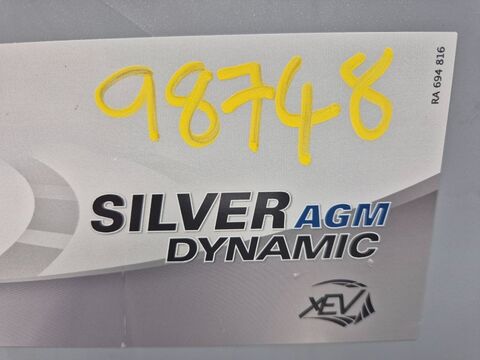 98748
RA 694 816
SILVER AGM
DYNAMIC
XEV